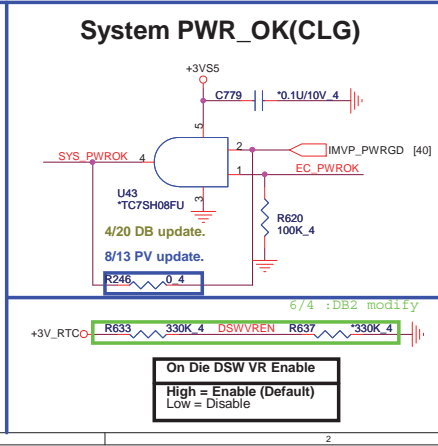 System PWR_OK(CLG)
+3VS5
C779 *0.1U/10V_4
5
SYS_PWROK 4
2 IMVP_PWRGD [40]
1 EC_PWROK
3
U43
*TC7SH08FU
R620
100K_4
4/20 DB update.
8/13 PV update.
R246 0_4
6/4 :DB2 modify
+3V_RTC R633 330K_4 DSWVREN R637 *330K_4
On Die DSW VR Enable
High = Enable (Default)
Low = Disable
2